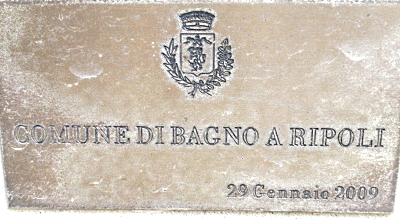 COMUNE DI BAGNO A RIPOLI
29 Gennaio 2009